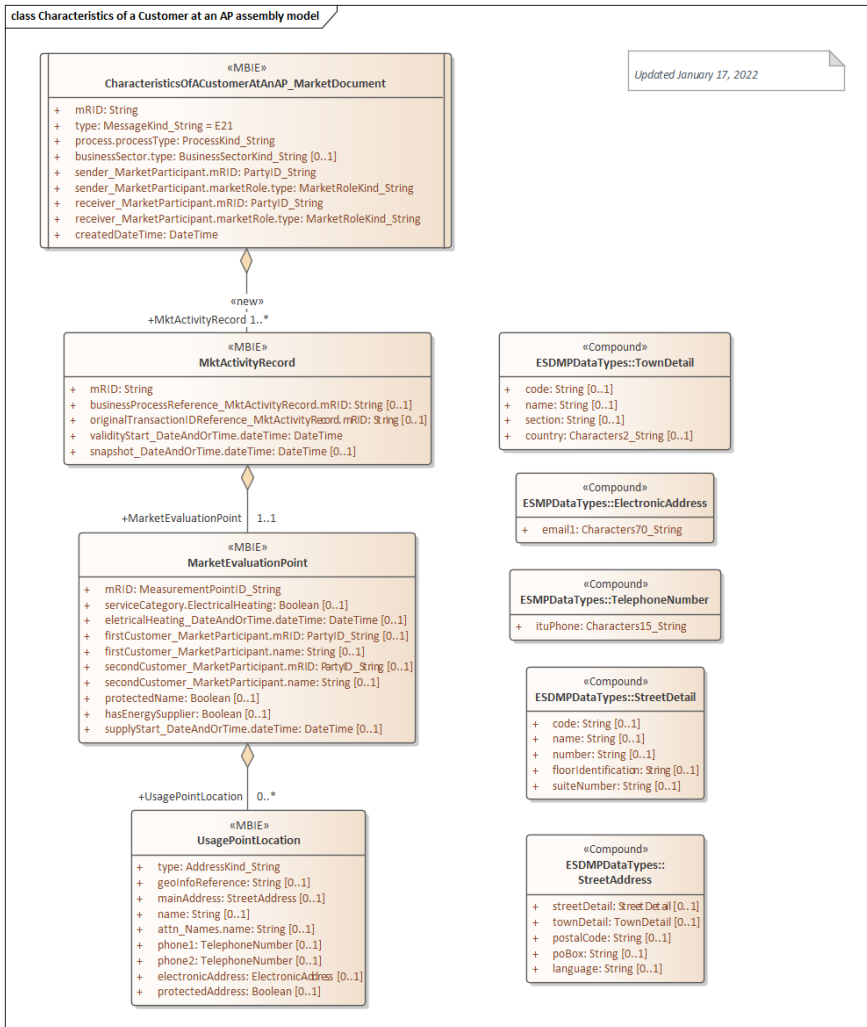 class Characteristics of a Customer at an AP assembly model
Updated January 17, 2022
«MBIE»
CharacteristicsOfACustomerAtAnAP_MarketDocument
+ mRID: String
+ type: MessageKind_String = E21
+ process.processType: ProcessKind_String
+ businessSector.type: BusinessSectorKind_String [0..1]
+ sender_MarketParticipant.mRID: PartyID_String
+ sender_MarketParticipant.marketRole.type: MarketRoleKind_String
+ receiver_MarketParticipant.mRID: PartyID_String
+ receiver_MarketParticipant.marketRole.type: MarketRoleKind_String
+ createdDateTime: DateTime
«new»
+MktActivityRecord 1..*
«MBIE»
MktActivityRecord
+ mRID: String
+ businessProcessReference_MktActivityRecord.mRID: String [0..1]
+ originalTransactionIDReference_MktActivityRecord.mRID: String [0..1]
+ validityStart_DateAndOrTime.dateTime: DateTime
+ snapshot_DateAndOrTime.dateTime: DateTime [0..1]
+MarketEvaluationPoint 1..1
«MBIE»
MarketEvaluationPoint
+ mRID: MeasurementPointID_String
+ serviceCategory.ElectricalHeating: Boolean [0..1]
+ eletricalHeating_DateAndOrTime.dateTime: DateTime [0..1]
+ firstCustomer_MarketParticipant.mRID: PartyID_String [0..1]
+ firstCustomer_MarketParticipant.name: String [0..1]
+ secondCustomer_MarketParticipant.mRID: PartyID_String [0..1]
+ secondCustomer_MarketParticipant.name: String [0..1]
+ protectedName: Boolean [0..1]
+ hasEnergySupplier: Boolean [0..1]
+ supplyStart_DateAndOrTime.dateTime: DateTime [0..1]
+UsagePointLocation 0..*
«MBIE»
UsagePointLocation
+ type: AddressKind_String
+ geoInfoReference: String [0..1]
+ mainAddress: StreetAddress [0..1]
+ name: String [0..1]
+ attn_Names.name: String [0..1]
+ phone1: TelephoneNumber [0..1]
+ phone2: TelephoneNumber [0..1]
+ electronicAddress: ElectronicAddress [0..1]
+ protectedAddress: Boolean [0..1]
«Compound»
ESDMPDataTypes::TownDetail
+ code: String [0..1]
+ name: String [0..1]
+ section: String [0..1]
+ country: Characters2_String [0..1]
«Compound»
ESMPDataTypes::ElectronicAddress
+ email1: Characters70_String
«Compound»
ESMPDataTypes::TelephoneNumber
+ ituPhone: Characters15_String
«Compound»
ESDMPDataTypes::StreetDetail
+ code: String [0..1]
+ name: String [0..1]
+ number: String [0..1]
+ floorIdentification: String [0..1]
+ suiteNumber: String [0..1]
«Compound»
ESDMPDataTypes::
StreetAddress
+ streetDetail: StreetDetail [0..1]
+ townDetail: TownDetail [0..1]
+ postalCode: String [0..1]
+ poBox: String [0..1]
+ language: String [0..1]